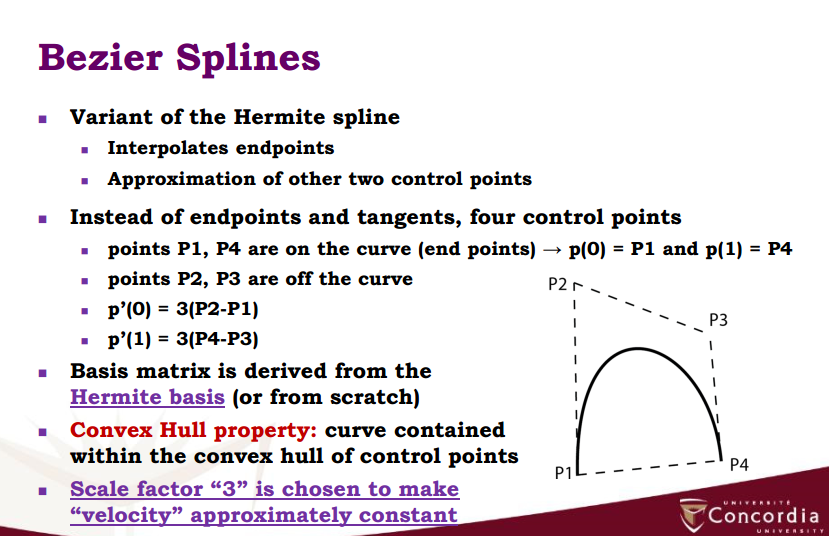 Bezier Splines
Variant of the Hermite spline
Interpolates endpoints
Approximation of other two control points
Instead of endpoints and tangents, four control points
points P1, P4 are on the curve (end points) → p(0) = P1 and p(1) = P4
points P2, P3 are off the curve
p’(0) = 3(P2-P1)
p’(1) = 3(P4-P3)
Basis matrix is derived from the
Hermite basis (or from scratch)
Convex Hull property: curve contained
within the convex hull of control points
Scale factor “3” is chosen to make
“velocity” approximately constant
P2
P3
P1
P4
UNIVERSITÉ
Concordia
UNIVERSITY